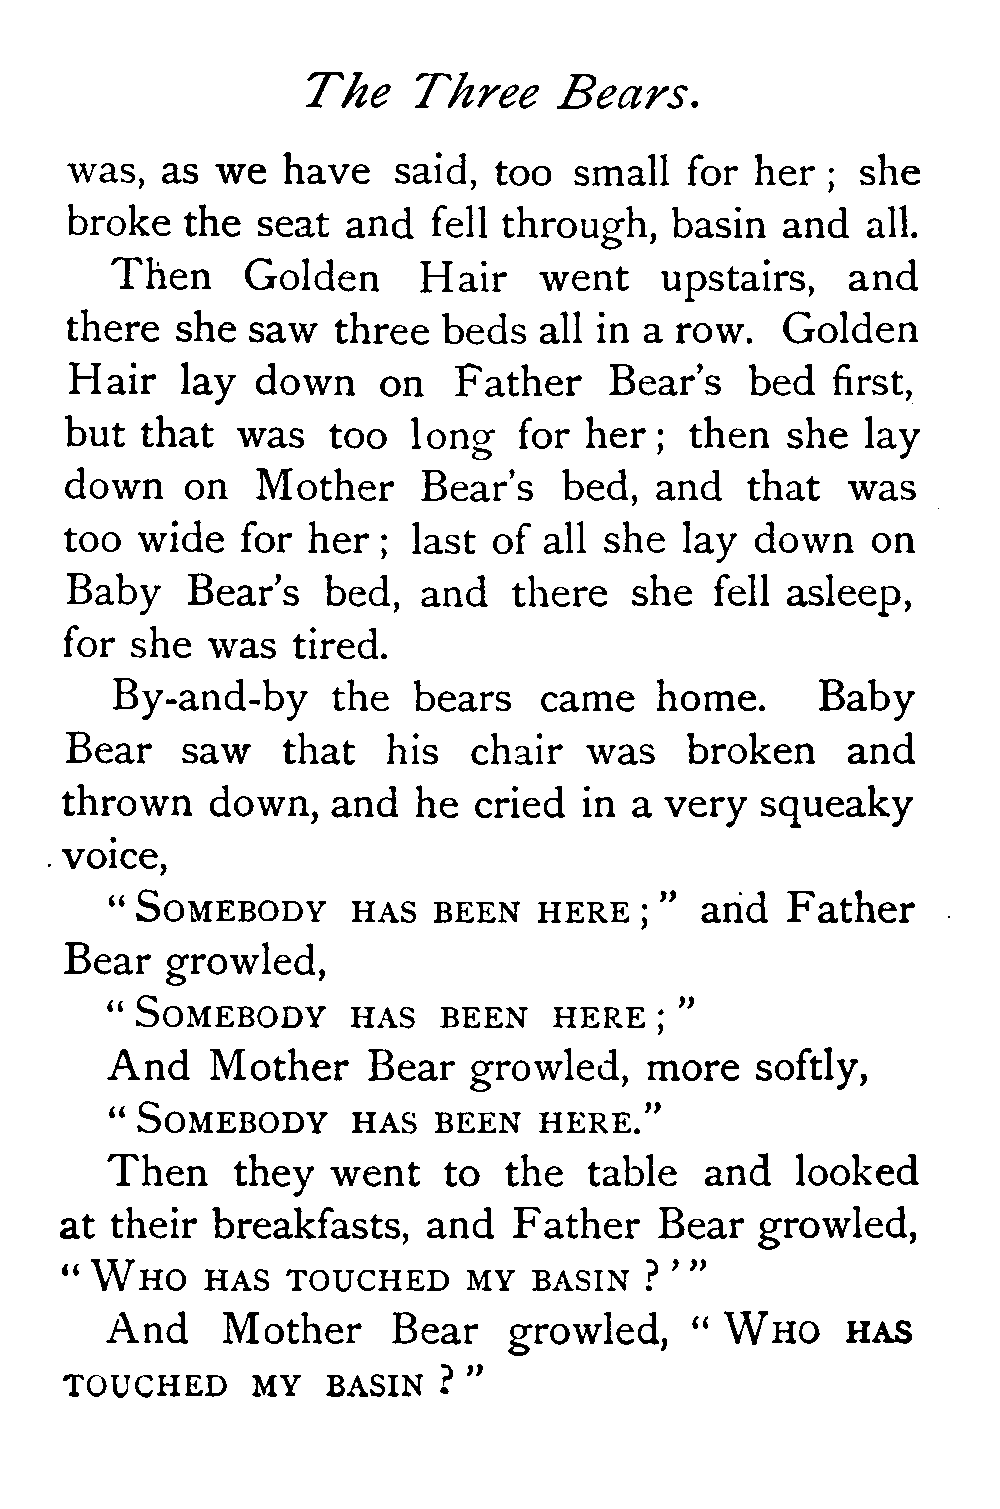 The Three Bears.
was, as we have said, too small for her ; she
broke the seat and fell through, basin and all.
Then Golden Hair went upstairs, and
there she saw three beds all in a row. Golden
Hair lay down on Father Bear's bed first,
but that was too long for her ; then she lay
down on Mother Bear's bed, and that was
too wide for her ; last of all she lay down on
Baby Bear's bed, and there she fell asleep,
for she was tired.
By-and-by the bears came home. Baby
Bear saw that his chair was broken and
thrown down, and he cried in a very squeaky
voice,
“ SOMEBODY HAS BEEN HERE ; ” and Father
Bear growled,
“ SOMEBODY HAS BEEN HERE ; ”
And Mother Bear growled, more softly,
“ SOMEBODY HAS BEEN HERE.”
Then they went to the table and looked
at their breakfasts, and Father Bear growled,
“ WHO HAS TOUCHED MY BASIN ? ’ ”
And Mother Bear growled, “ WHO HAS
TOUCHED MY BASIN ? ”